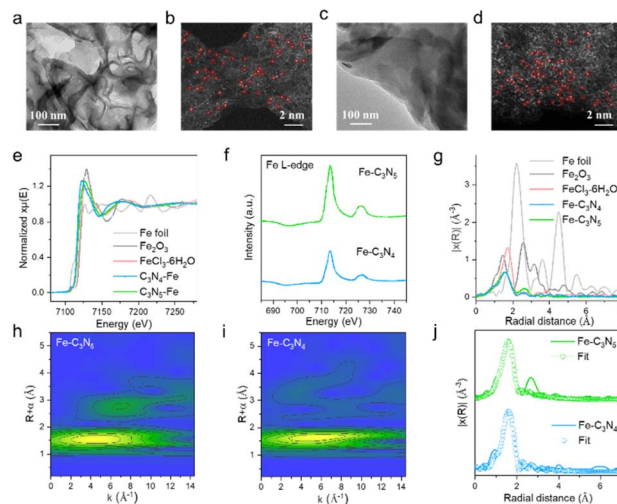 a
b
c
d
100 nm
2 nm
100 nm
2 nm
e
f
g
Normalized xμ(E)
1.2
0.8
0.4
0.0
Fe foil
Fe2O3
FeCl3-6H2O
C3N4-Fe
C3N5-Fe
7100 7150 7200 7250
Energy (eV)
Fe L-edge
Fe-C3N5
Fe-C3N4
Intensity (a.u.)
690 700 710 720 730 740
Energy (eV)
|x(R)| (Å-3)
4
3
2
1
0
Fe foil
Fe2O3
FeCl3-6H2O
Fe-C3N4
Fe-C3N5
0 1 2 3 4 5 6 7
Radial distance (Å)
h
i
j
Fe-C3N5
R+α (Å)
5
4
3
2
1
0 2 4 6 8 10 12 14
k (Å-1)
Fe-C3N4
R+α (Å)
5
4
3
2
1
0 2 4 6 8 10 12 14
k (Å-1)
|x(R)| (Å-3)
Fe-C3N5
Fit
Fe-C3N4
Fit
0 2 4 6
Radial distance (Å)